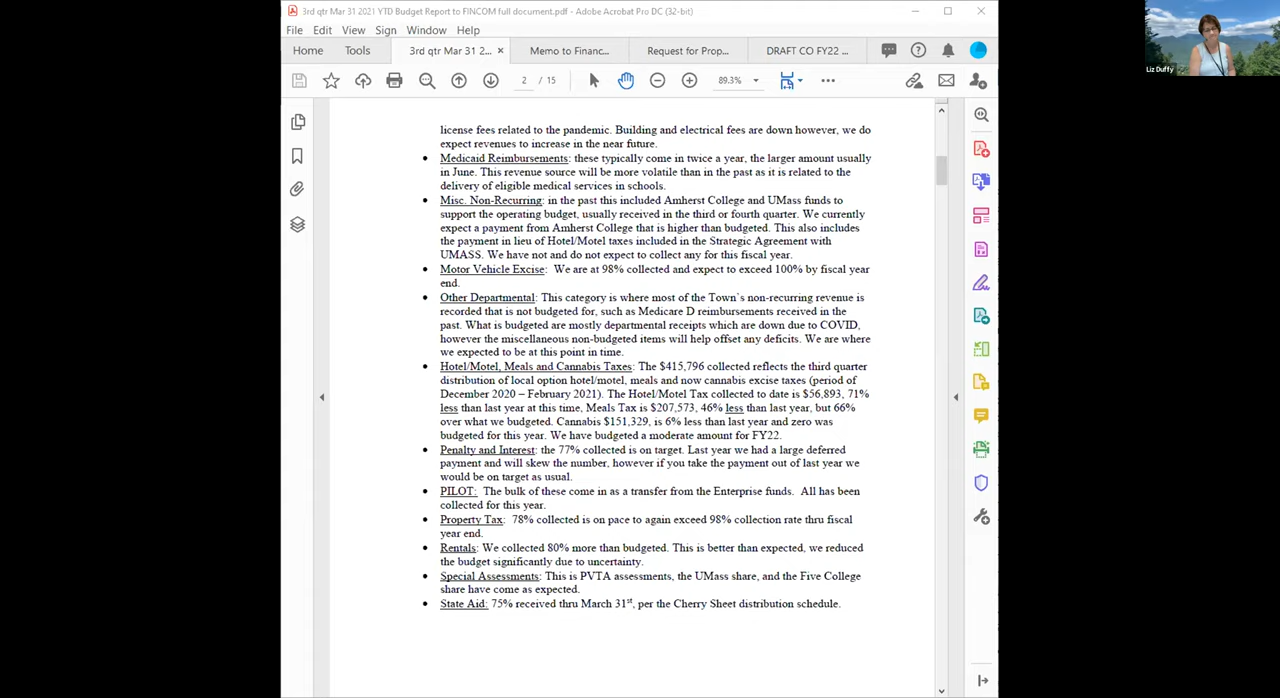 3rd qtr Mar 31 2021 YTD Budget Report to FINCOM full document.pdf - Adobe Acrobat Pro DC (32-bit)
File Edit View Sign Window Help
Home Tools 3rd qtr Mar 31 2... × Memo to Financ... Request for Prop... DRAFT CO FY22 ...
2 / 15 89.3%
license fees related to the pandemic. Building and electrical fees are down however, we do
expect revenues to increase in the near future.
• Medicaid Reimbursements: these typically come in twice a year, the larger amount usually
in June. This revenue source will be more volatile than in the past as it is related to the
delivery of eligible medical services in schools.
• Misc. Non-Recurring: in the past this included Amherst College and UMass funds to
support the operating budget, usually received in the third or fourth quarter. We currently
expect a payment from Amherst College that is higher than budgeted. This also includes
the payment in lieu of Hotel/Motel taxes included in the Strategic Agreement with
UMASS. We have not and do not expect to collect any for this fiscal year.
• Motor Vehicle Excise: We are at 98% collected and expect to exceed 100% by fiscal year
end.
• Other Departmental: This category is where most of the Town`s non-recurring revenue is
recorded that is not budgeted for, such as Medicare D reimbursements received in the
past. What is budgeted are mostly departmental receipts which are down due to COVID,
however the miscellaneous non-budgeted items will help offset any deficits. We are where
we expected to be at this point in time.
• Hotel/Motel, Meals and Cannabis Taxes: The $415,796 collected reflects the third quarter
distribution of local option hotel/motel, meals and now cannabis excise taxes (period of
December 2020 – February 2021). The Hotel/Motel Tax collected to date is $56,893, 71%
less than last year at this time, Meals Tax is $207,573, 46% less than last year, but 66%
over what we budgeted. Cannabis $151,329, is 6% less than last year and zero was
budgeted for this year. We have budgeted a moderate amount for FY22.
• Penalty and Interest: the 77% collected is on target. Last year we had a large deferred
payment and will skew the number, however if you take the payment out of last year we
would be on target as usual.
• PILOT: The bulk of these come in as a transfer from the Enterprise funds. All has been
collected for this year.
• Property Tax: 78% collected is on pace to again exceed 98% collection rate thru fiscal
year end.
• Rentals: We collected 80% more than budgeted. This is better than expected, we reduced
the budget significantly due to uncertainty.
• Special Assessments: This is PVTA assessments, the UMass share, and the Five College
share have come as expected.
• State Aid: 75% received thru March 31st, per the Cherry Sheet distribution schedule.
Liz Duffy